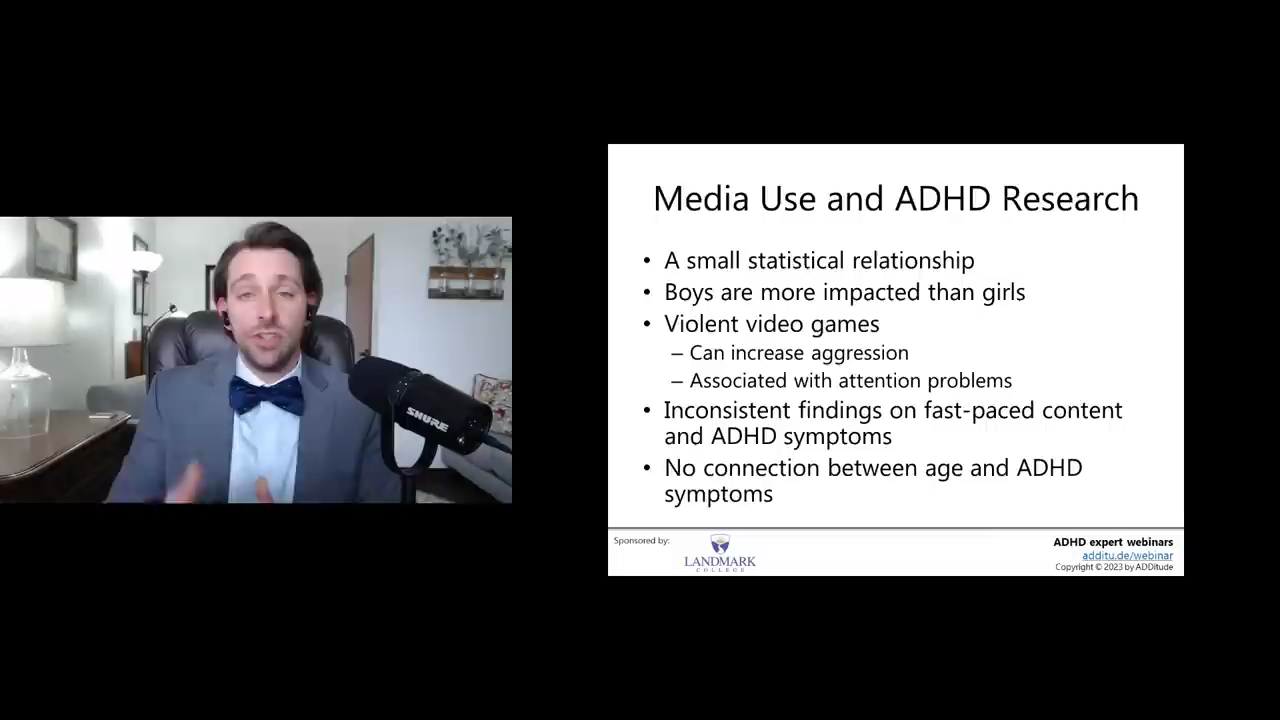 SHURE
Media Use and ADHD Research
• A small statistical relationship
• Boys are more impacted than girls
• Violent video games
– Can increase aggression
– Associated with attention problems
• Inconsistent findings on fast-paced content
and ADHD symptoms
• No connection between age and ADHD
symptoms
Sponsored by:
LANDMARK
COLLEGE
ADHD expert webinars
additu.de/webinar
Copyright © 2023 by ADDitude